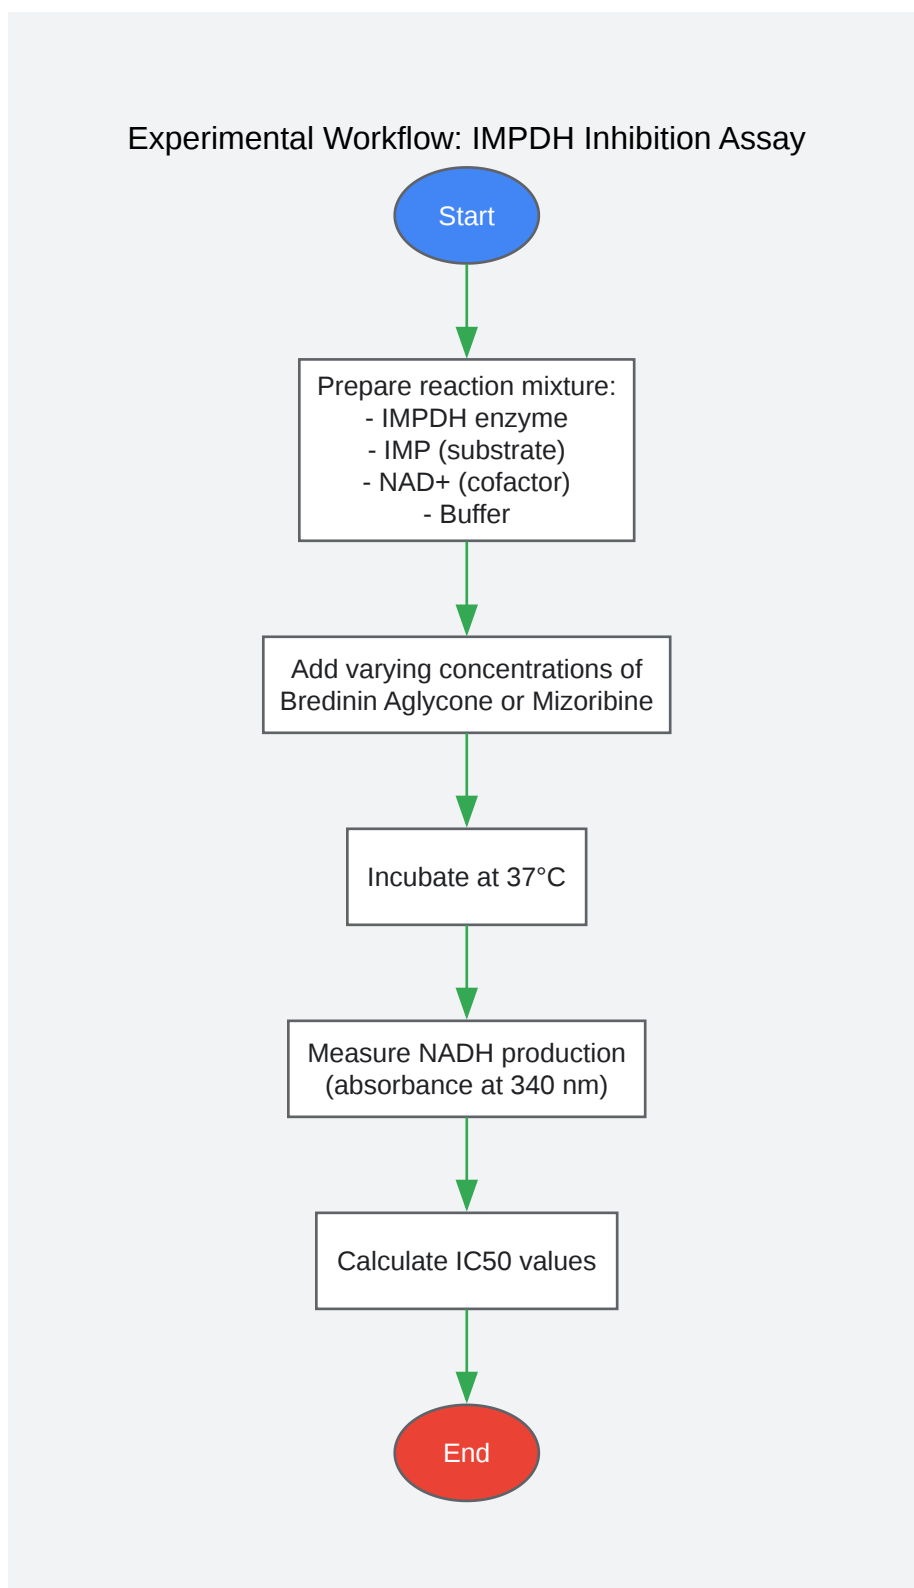 Experimental Workflow: IMPDH Inhibition Assay
Start
Prepare reaction mixture:
- IMPDH enzyme
- IMP (substrate)
- NAD+ (cofactor)
- Buffer
Add varying concentrations of
Bredinin Aglycone or Mizoribine
Incubate at 37°C
Measure NADH production
(absorbance at 340 nm)
Calculate IC50 values
End